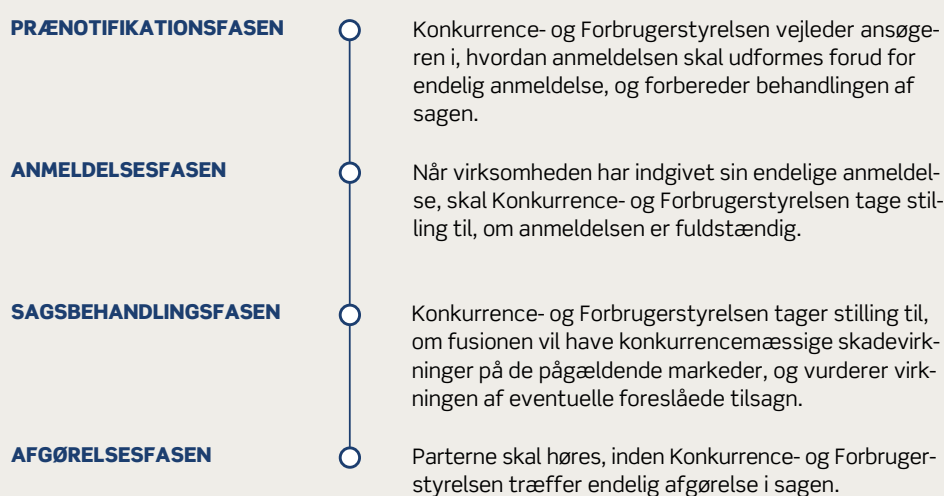 PRÆNOTIFIKATIONSFASEN
Konkurrence- og Forbrugerstyrelsen vejleder ansøge-
ren i, hvordan anmeldelsen skal udformes forud for
endelig anmeldelse, og forbereder behandlingen af
sagen.
ANMELDELSESFASEN
Når virksomheden har indgivet sin endelige anmeldel-
se, skal Konkurrence- og Forbrugerstyrelsen tage stil-
ling til, om anmeldelsen er fuldstændig.
SAGSBEHANDLINGSFASEN
Konkurrence- og Forbrugerstyrelsen tager stilling til,
om fusionen vil have konkurrencemæssige skadevirk-
ninger på de pågældende markeder, og vurderer virk-
ningen af eventuelle foreslåede tilsagn.
AFGØRELSESFASEN
Parterne skal høres, inden Konkurrence- og Forbruger-
styrelsen træffer endelig afgørelse i sagen.